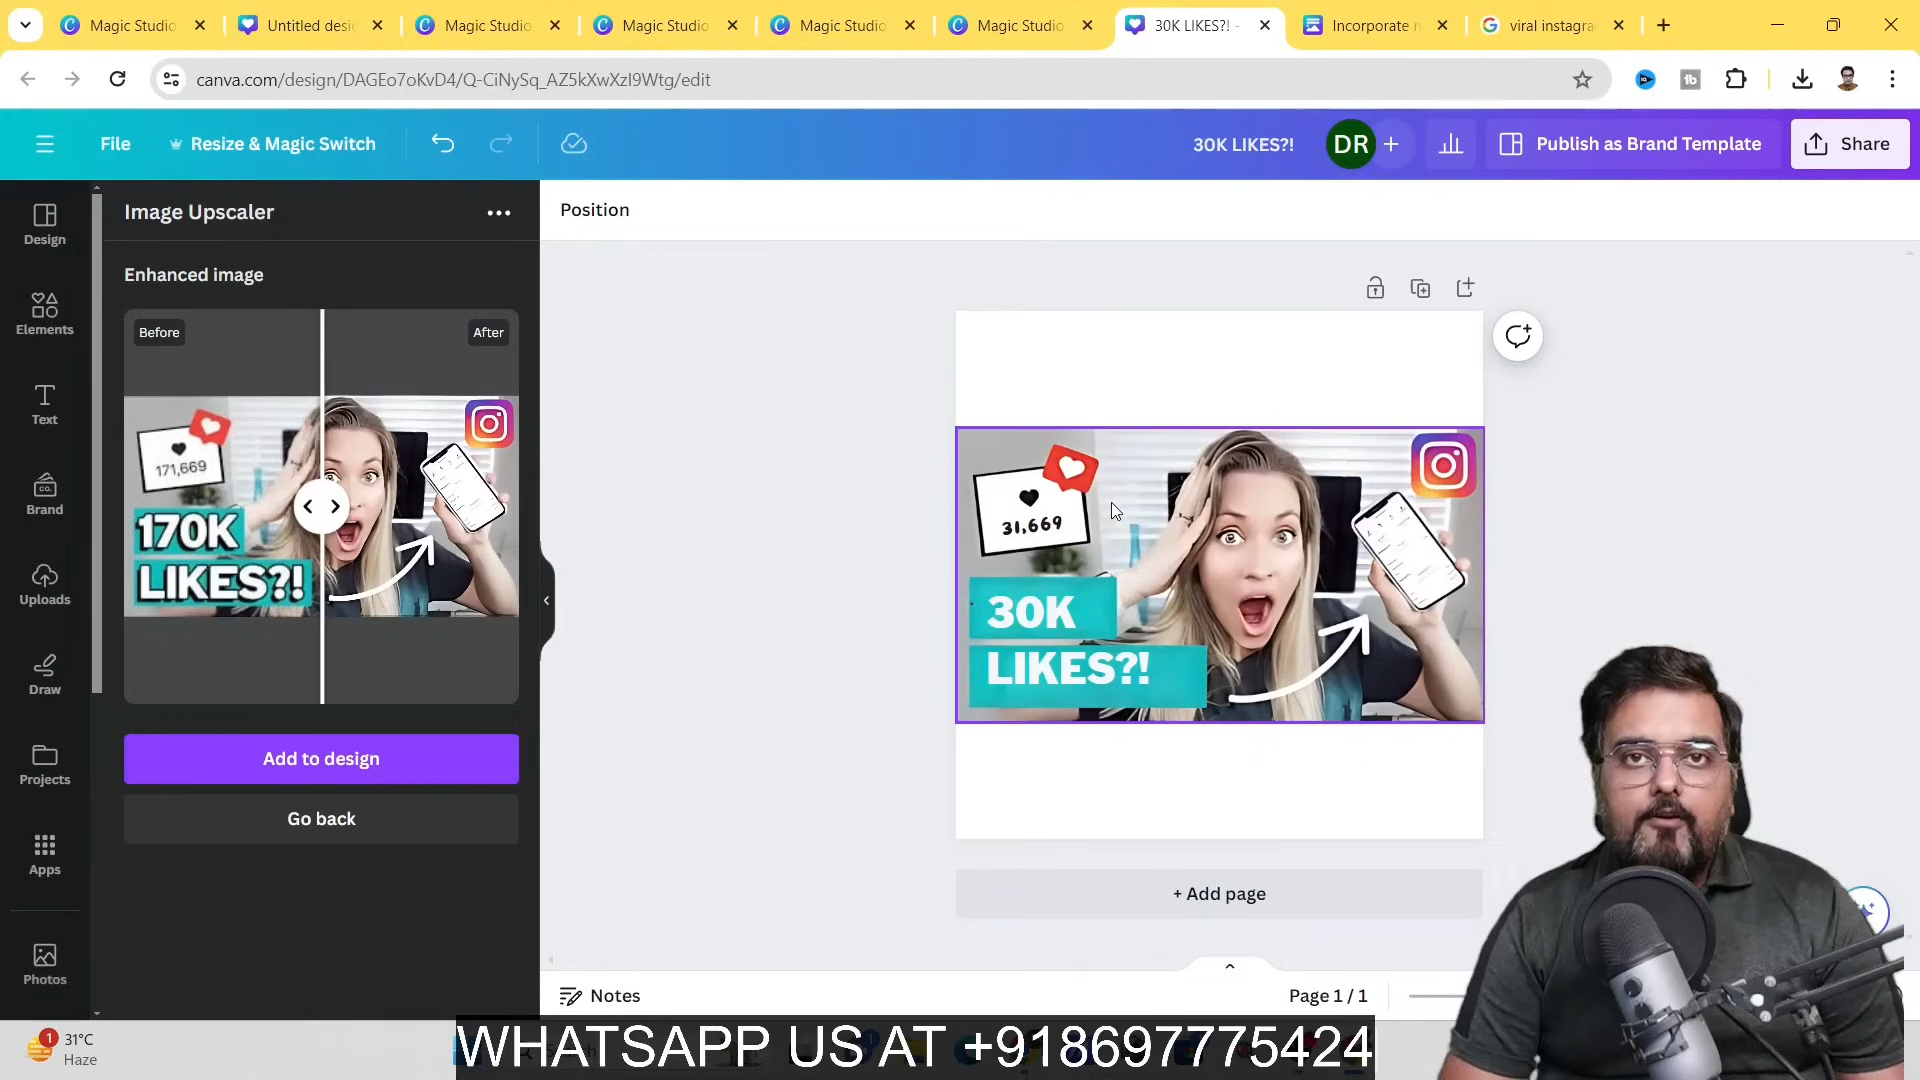 Magic Studio
Untitled desi
Magic Studio
Magic Studio
Magic Studio
Magic Studio
30K LIKES?! -
Incorporate r
viral instagra
canva.com/design/DAGEo7oKvD4/Q-CiNySq_AZ5kXwXzI9Wtg/edit
File
Resize & Magic Switch
30K LIKES?!
DR
+
Publish as Brand Template
Share
Design
Elements
Text
CO.
Brand
Uploads
Draw
Projects
Apps
Photos
Image Upscaler
Enhanced image
Before
After
171,669
170K
LIKES?!
Add to design
Go back
Position
31,669
30K
LIKES?!
+ Add page
Notes
Page 1 / 1
1
31°C
Haze
WHATSAPP US AT +918697775424